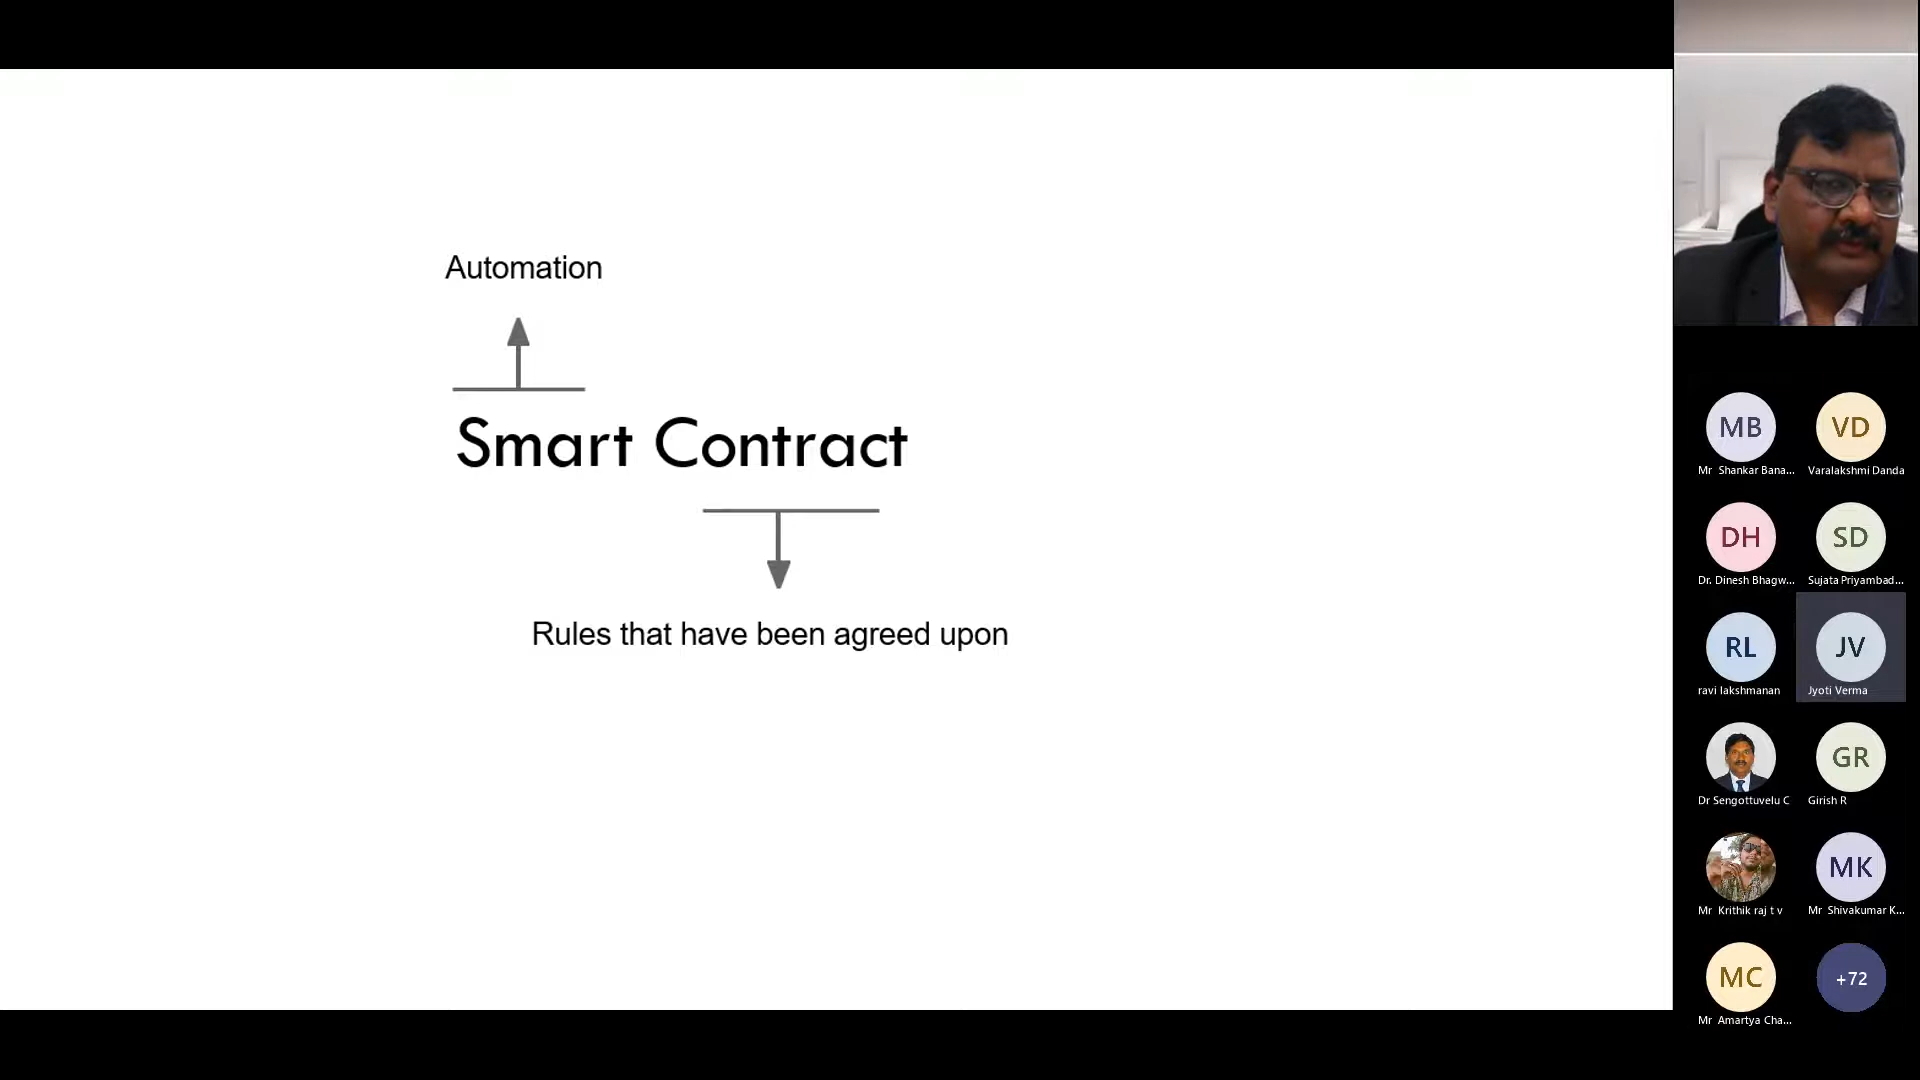 Automation
Smart Contract
Rules that have been agreed upon
MB
VD
Mr Shankar Bana...
Varalakshmi Danda
DH
SD
Dr. Dinesh Bhagw...
Sujata Priyambad...
RL
JV
ravi lakshmanan
Jyoti Verma
GR
Dr Sengottuvelu C
Girish R
MK
Mr Krithik raj t v
Mr Shivakumar K...
MC
+72
Mr Amartya Cha...